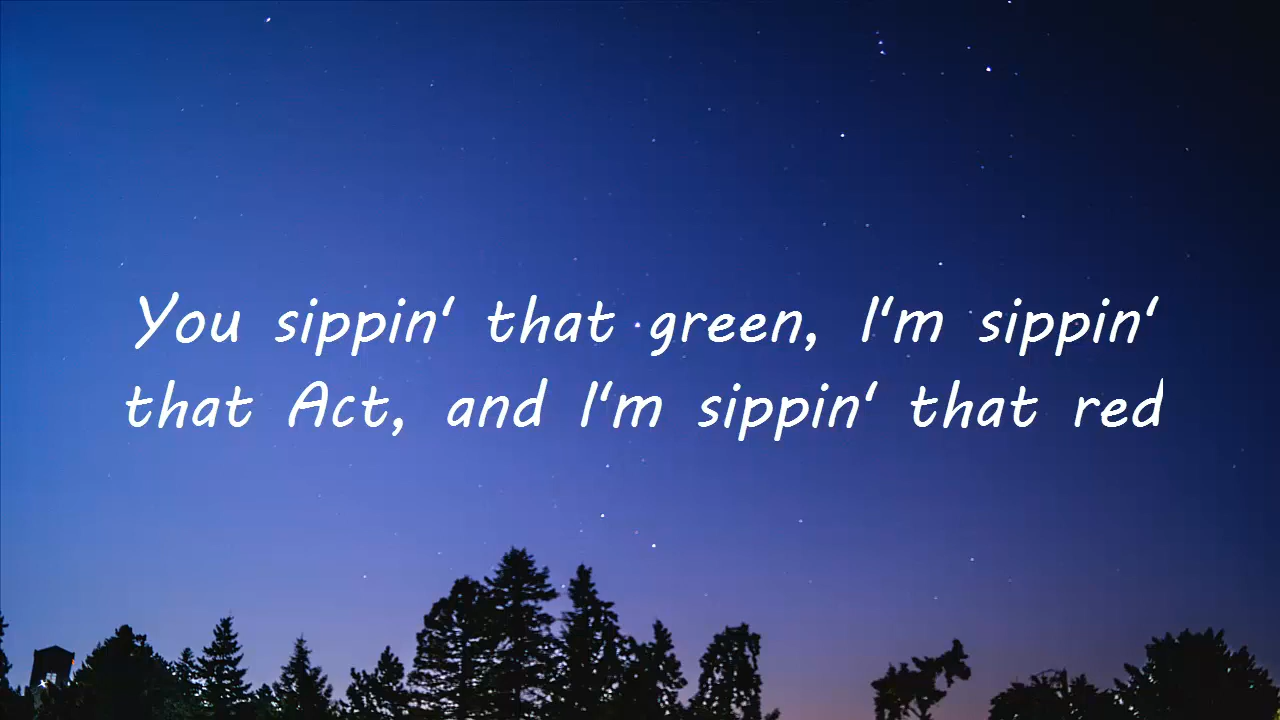 You sippin' that green, I'm sippin'
that Act, and I'm sippin' that red